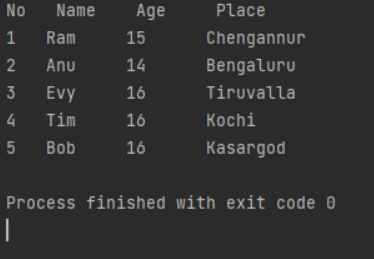 No   Name    Age     Place
1   Ram     15      Chengannur
2   Anu     14      Bengaluru
3   Evy     16      Tiruvalla
4   Tim     16      Kochi
5   Bob     16      Kasargod
Process finished with exit code 0